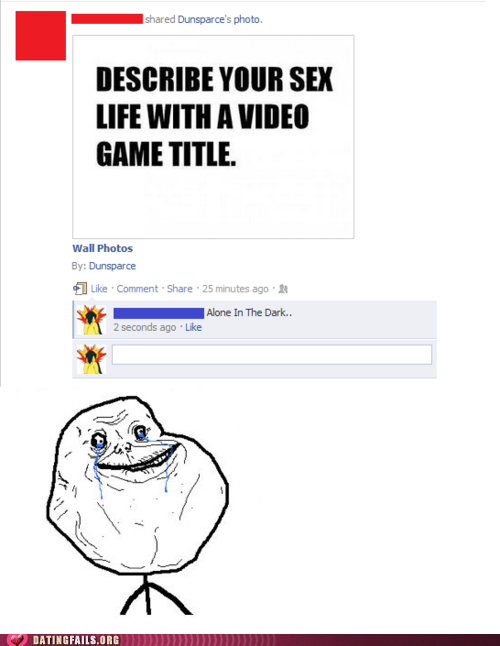 shared Dunsparce's photo.
DESCRIBE YOUR SEX
LIFE WITH A VIDEO
GAME TITLE.
Wall Photos
By: Dunsparce
Like · Comment · Share · 25 minutes ago ·
Alone In The Dark..
2 seconds ago · Like
DATINGFAILS.ORG